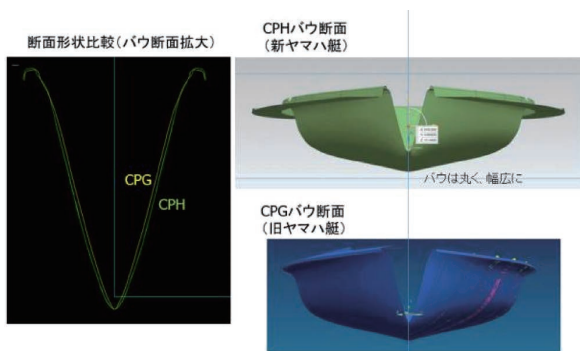 断面形状比較(バウ断面拡大)
CPG
CPH
CPHバウ断面
(新ヤマハ艇)
バウは丸く、幅広に
CPGバウ断面
(旧ヤマハ艇)